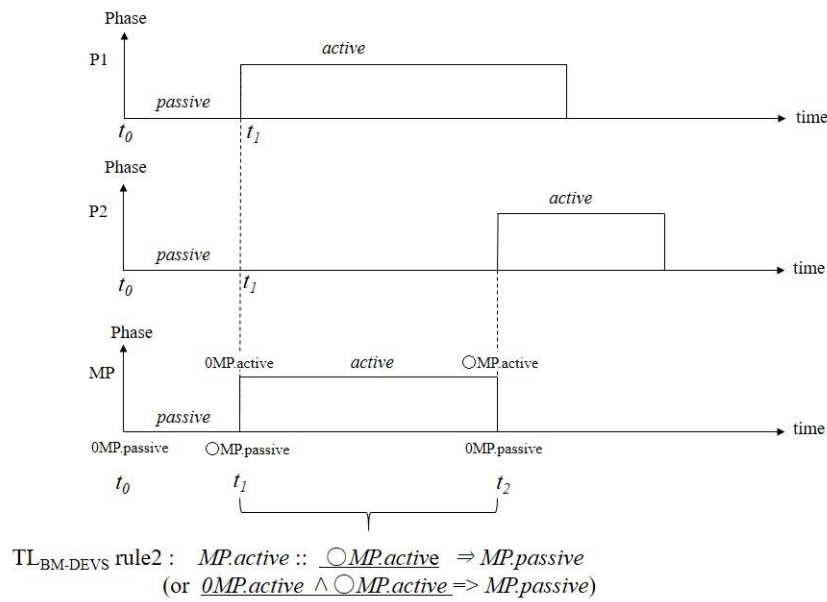 Phase
P1
active
passive
time
t0
t1
Phase
P2
active
passive
time
t0
t1
Phase
MP
0MP.active
active
○MP.active
passive
time
0MP.passive
○MP.passive
0MP.passive
t0
t1
t2
TLBM-DEVS rule2 : MP.active :: ○MP.active ⇒ MP.passive
(or 0MP.active ∧ ○MP.active => MP.passive)